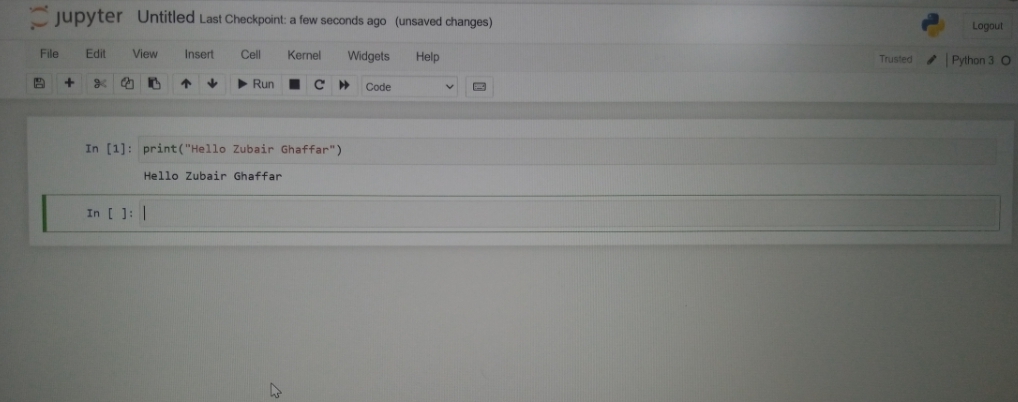 jupyter Untitled Last Checkpoint: a few seconds ago (unsaved changes) Logout
File Edit View Insert Cell Kernel Widgets Help Trusted Python 3
Run Code
In [1]: print("Hello Zubair Ghaffar")
Hello Zubair Ghaffar
In [ ]: